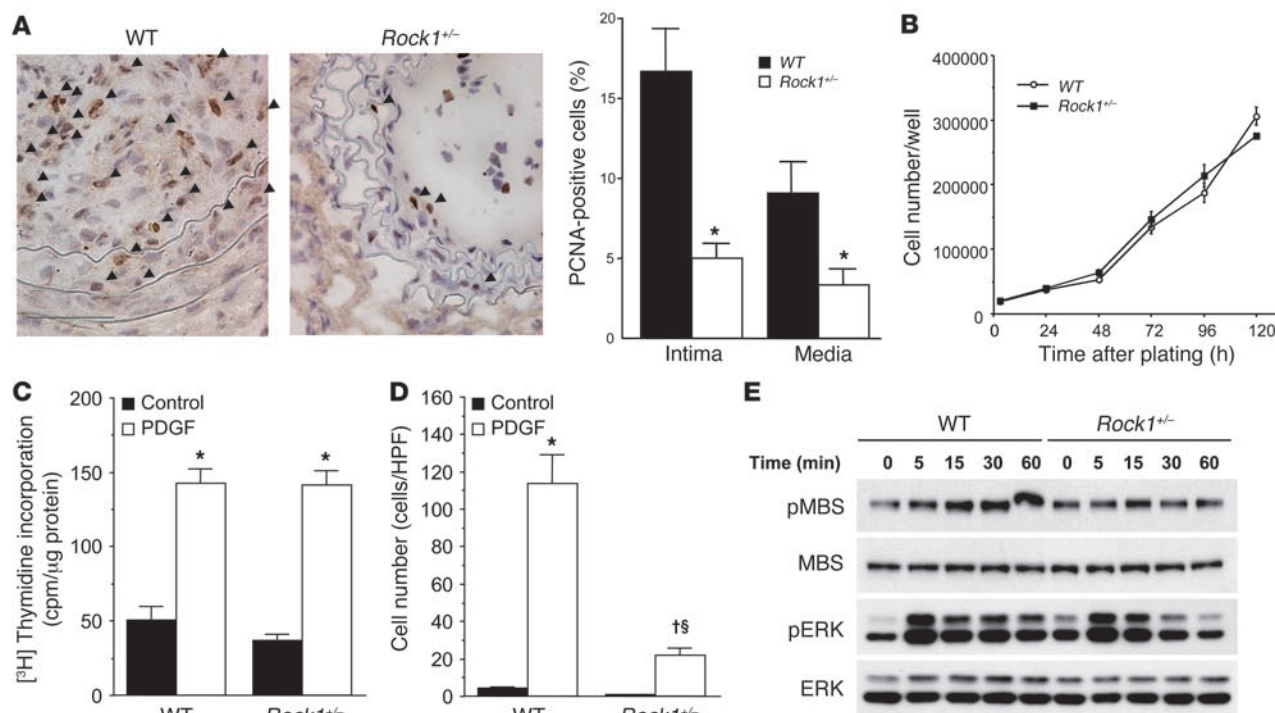 A
WT
Rock1+/–
PCNA-positive cells (%)
20
15
10
5
0
WT
Rock1+/–
*
*
Intima
Media
B
WT
Rock1+/–
Cell number/well
400000
300000
200000
100000
0
0
24
48
72
96
120
Time after plating (h)
C
Control
PDGF
[³H] Thymidine incorporation
(cpm/µg protein)
200
150
100
50
0
*
*
WT
Rock1+/–
D
Control
PDGF
Cell number (cells/HPF)
160
140
120
100
80
60
40
20
0
*
†§
WT
Rock1+/–
E
WT
Rock1+/–
Time (min) 0 5 15 30 60 0 5 15 30 60
pMBS
MBS
pERK
ERK